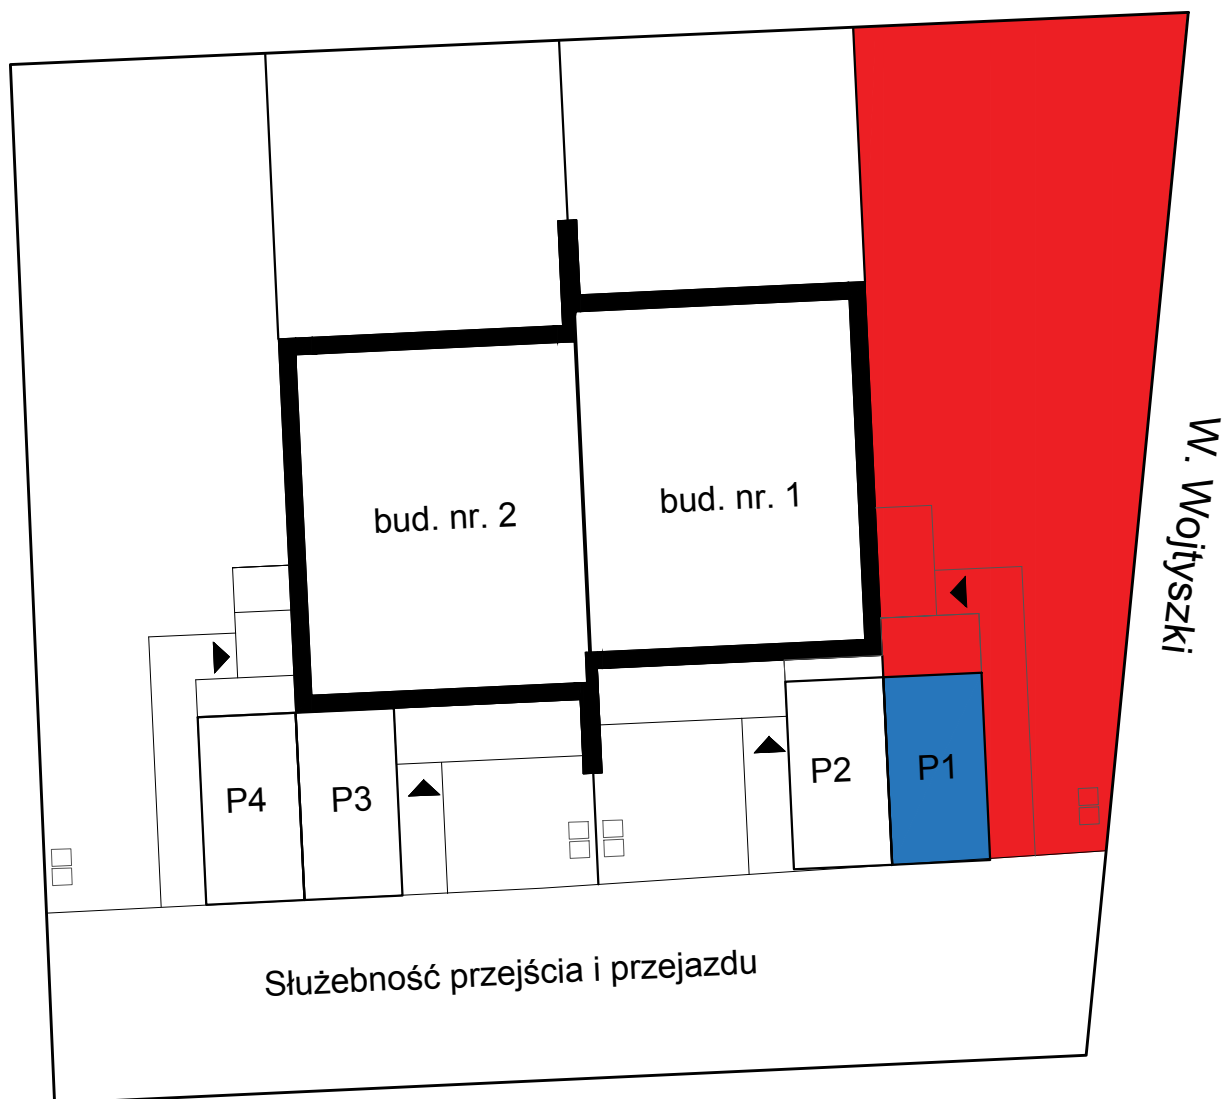 bud. nr. 2
bud. nr. 1
W. Wojtyszki
P4
P3
P2
P1
Służebność przejścia i przejazdu